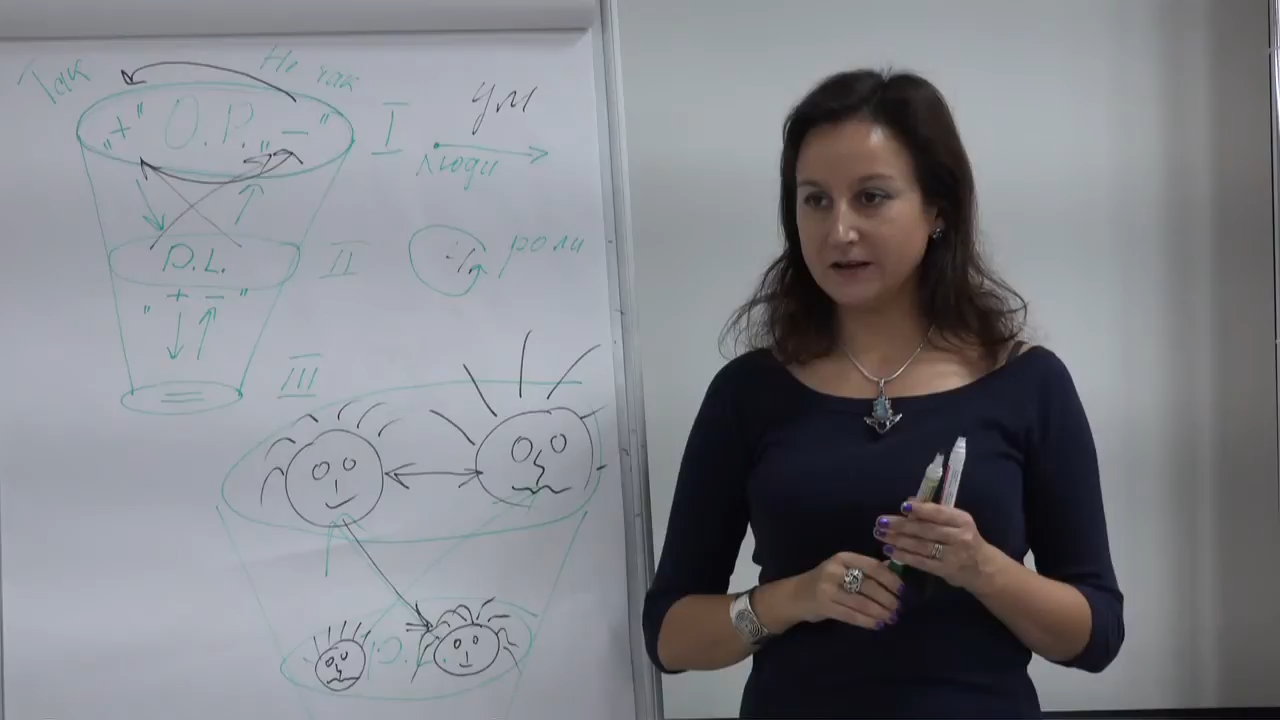 Так Не так
"+" О.Р. "–" I
ум
люди
D.L. II роли
" + – "
III
=